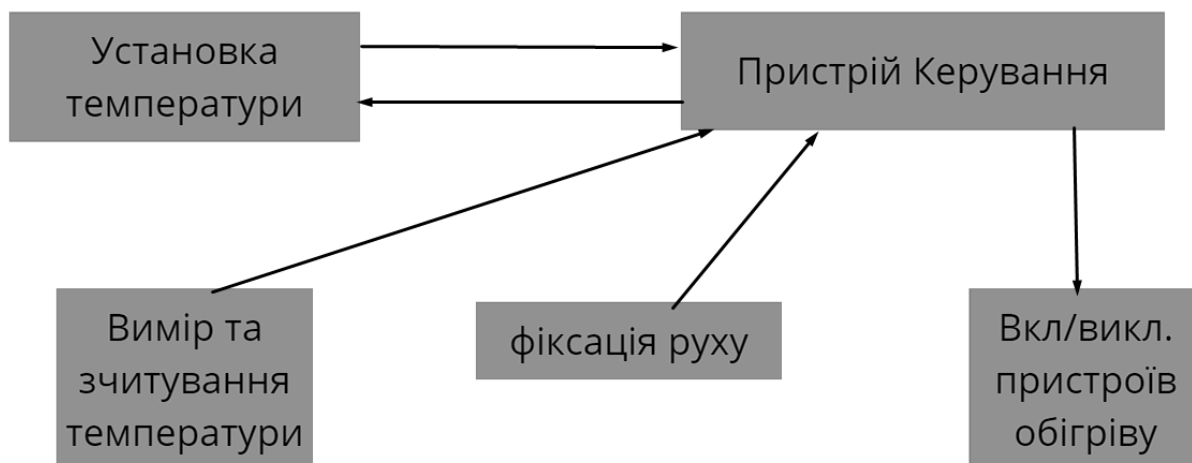 Установка
температури
Пристрій Керування
Вимір та
зчитування
температури
фіксація руху
Вкл/викл.
пристроїв
обігріву